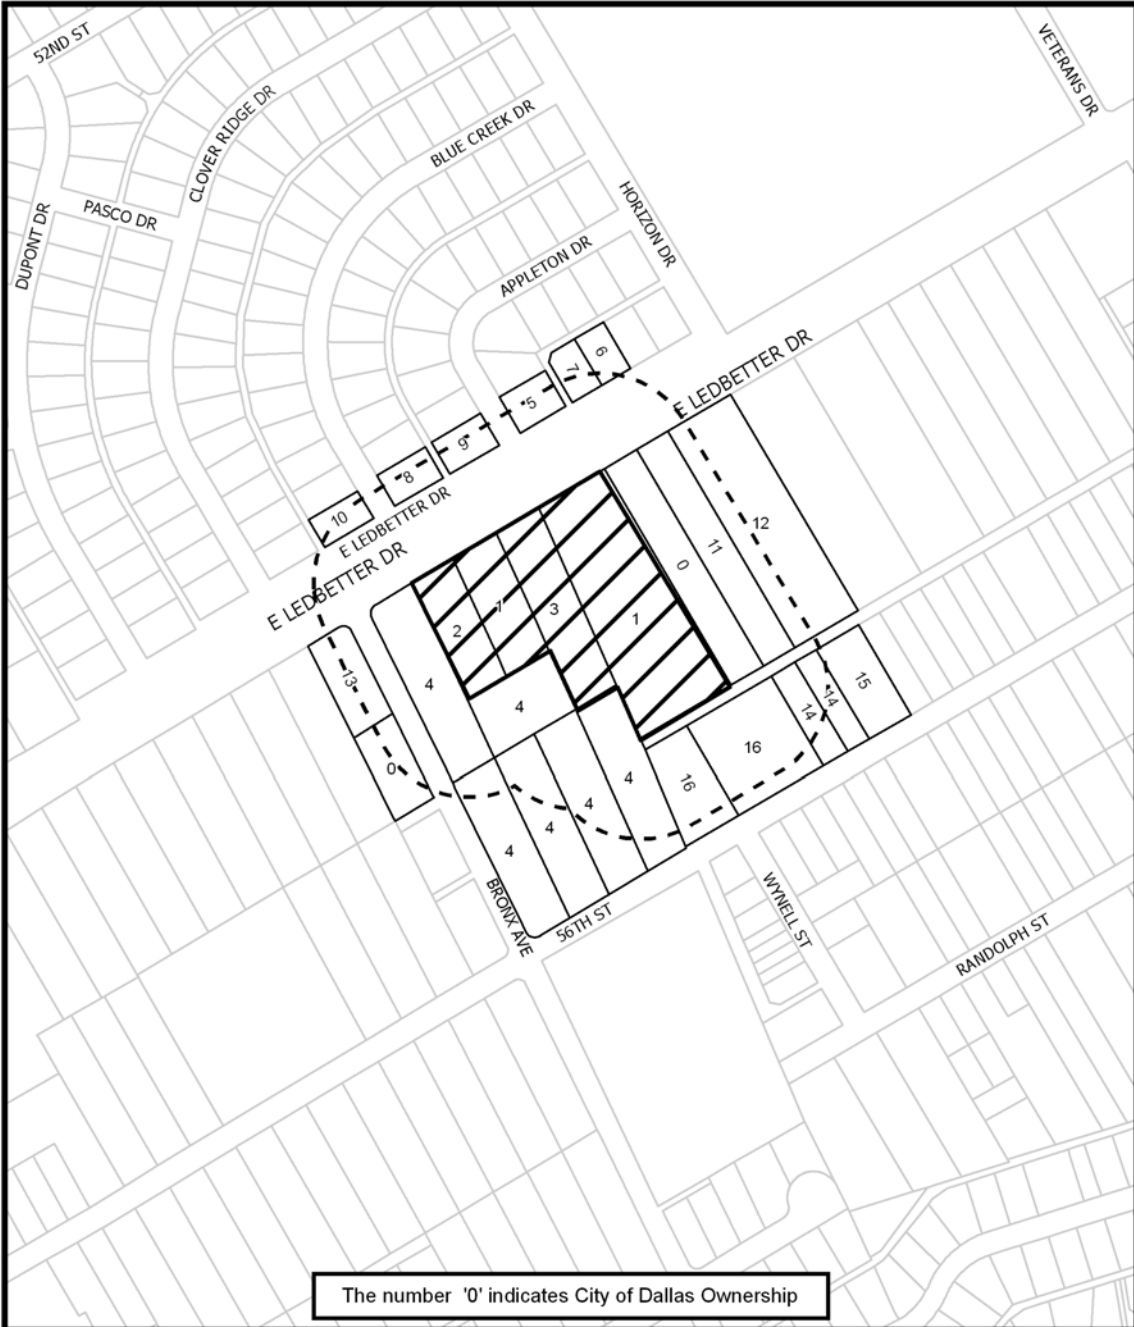 52ND ST
VETERANS DR
CLOVER RIDGE DR
BLUE CREEK DR
PASCO DR
DUPONT DR
HORIZON DR
APPLETON DR
6
7
E LEDBETTER DR
5
9
8
10
E LEDBETTER DR
E LEDBETTER DR
12
11
0
1
3
1
2
4
4
13
0
15
14
14
16
16
4
4
4
4
BRONX AVE
56TH ST
WYNELL ST
RANDOLPH ST
The number '0' indicates City of Dallas Ownership